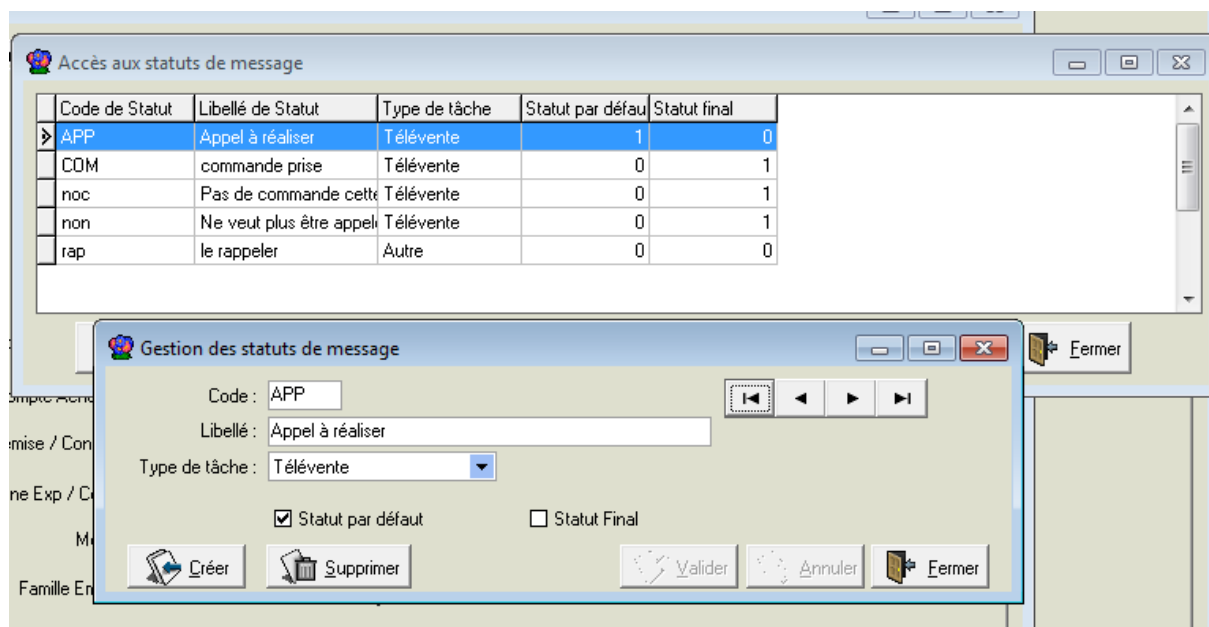 Accès aux statuts de message
Code de Statut Libellé de Statut Type de tâche Statut par défau Statut final
APP Appel à réaliser Télévente 1 0
COM commande prise Télévente 0 1
noc Pas de commande cette Télévente 0 1
non Ne veut plus être appel Télévente 0 1
rap le rappeler Autre 0 0
Fermer
Gestion des statuts de message
Code : APP
Libellé : Appel à réaliser
Type de tâche : Télévente
Statut par défaut Statut Final
Créer Supprimer Valider Annuler Fermer
emise / Con
ne Exp / C
M
Famille En